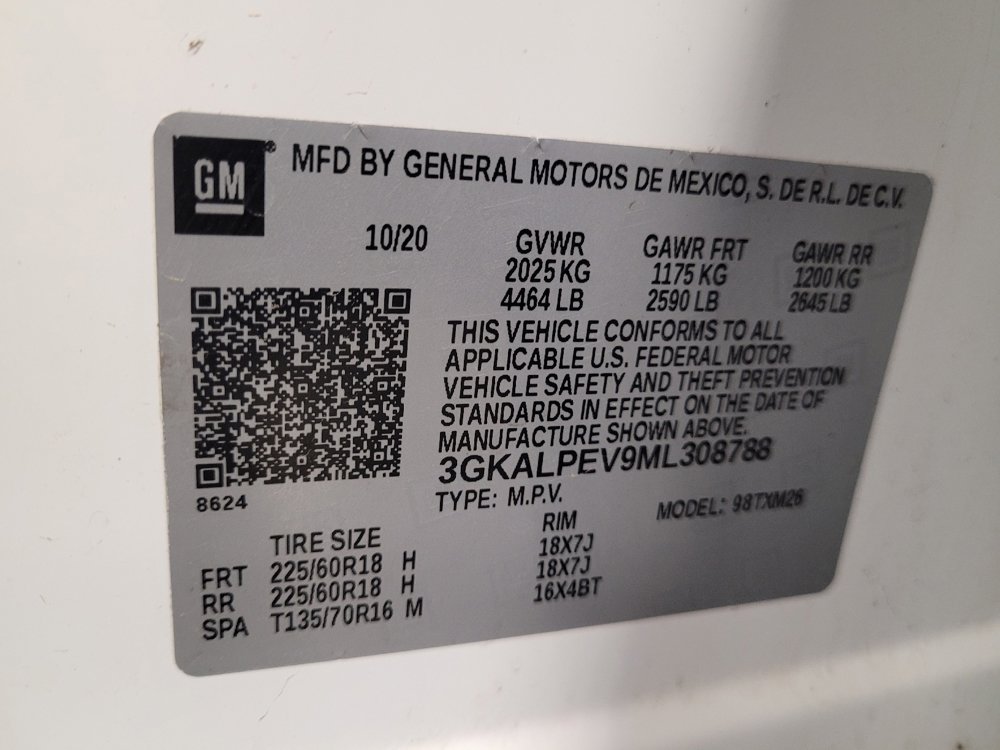 GM® MFD BY GENERAL MOTORS DE MEXICO, S. DE R.L. DE C.V.
10/20 GVWR GAWR FRT GAWR RR
2025 KG 1175 KG 1200 KG
4464 LB 2590 LB 2645 LB
THIS VEHICLE CONFORMS TO ALL
APPLICABLE U.S. FEDERAL MOTOR
VEHICLE SAFETY AND THEFT PREVENTION
STANDARDS IN EFFECT ON THE DATE OF
MANUFACTURE SHOWN ABOVE.
3GKALPEV9ML308788
8624 TYPE: M.P.V. MODEL: 98TXM26
TIRE SIZE RIM
FRT 225/60R18 H 18X7J
RR 225/60R18 H 18X7J
SPA T135/70R16 M 16X4BT